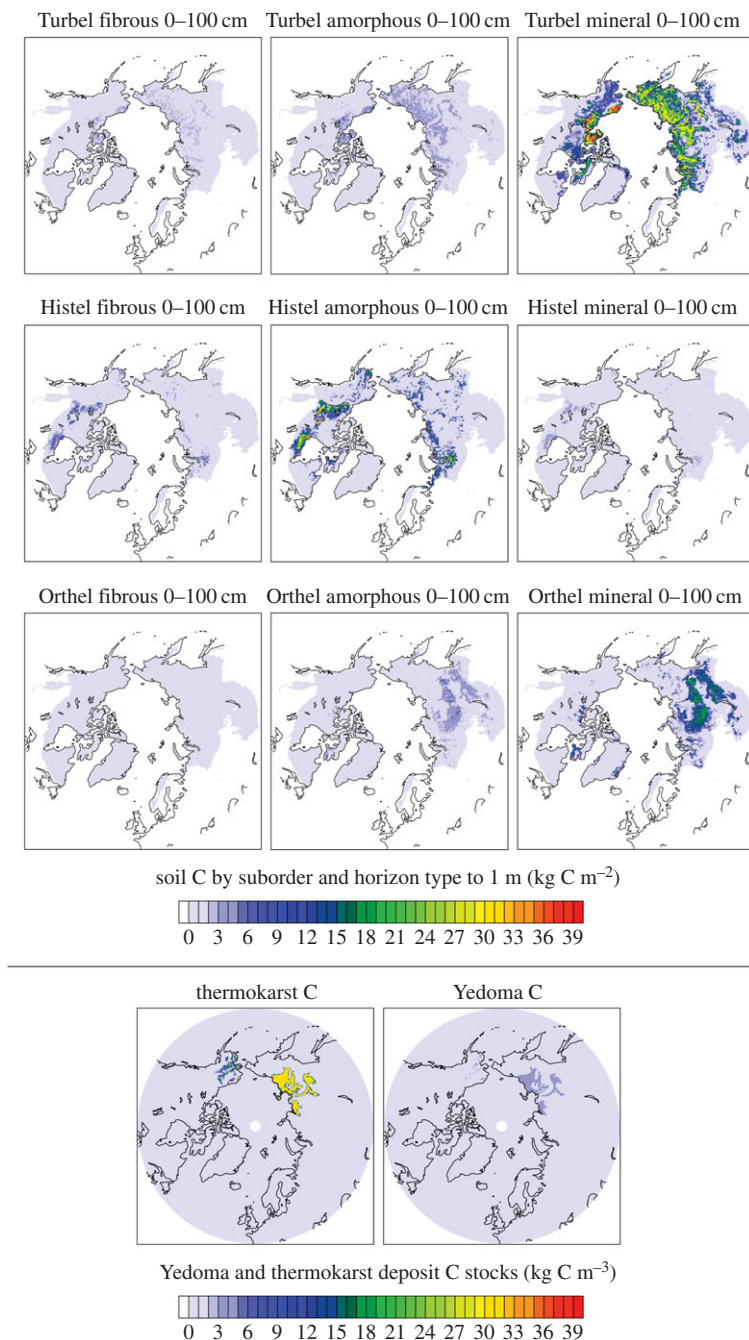 Turbel fibrous 0–100 cm Turbel amorphous 0–100 cm Turbel mineral 0–100 cm
Histel fibrous 0–100 cm Histel amorphous 0–100 cm Histel mineral 0–100 cm
Orthel fibrous 0–100 cm Orthel amorphous 0–100 cm Orthel mineral 0–100 cm
soil C by suborder and horizon type to 1 m (kg C m⁻²)
0 3 6 9 12 15 18 21 24 27 30 33 36 39
thermokarst C Yedoma C
Yedoma and thermokarst deposit C stocks (kg C m⁻³)
0 3 6 9 12 15 18 21 24 27 30 33 36 39